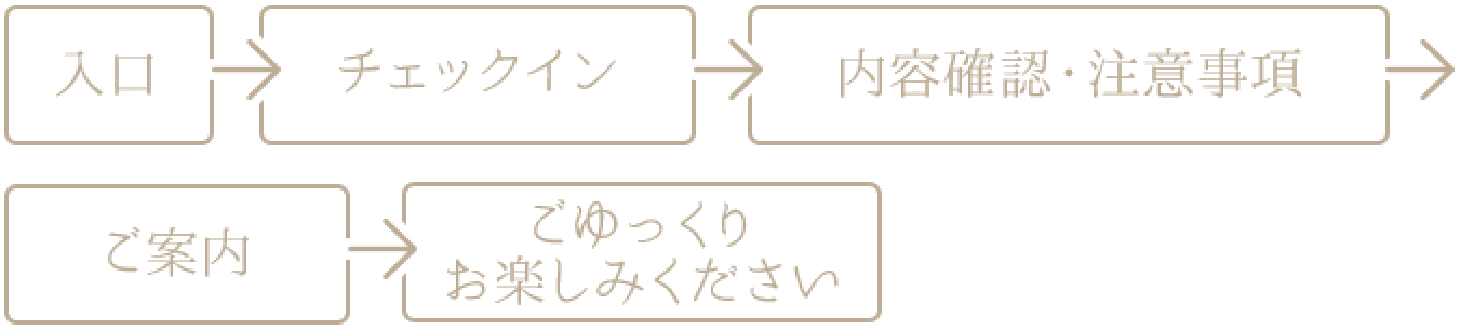 入口
チェックイン
内容確認・注意事項
ご案内
ごゆっくり
お楽しみください